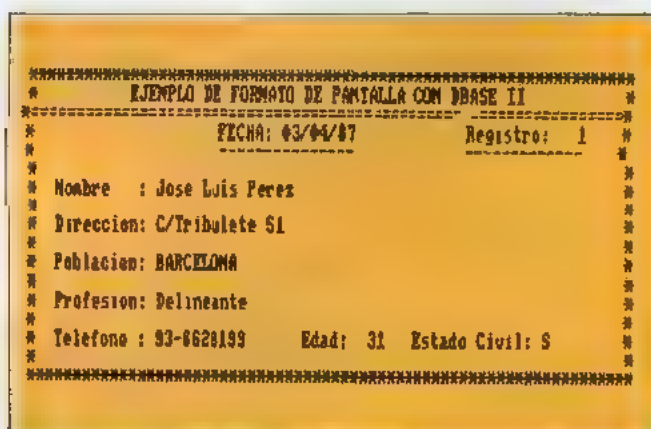 EJEMPLO DE FORMATO DE PANTALLA CON DBASE II
FECHA: 03/04/87 Registro: 1
Nombre : Jose Luis Perez
Direccion: C/Tribulete 51
Poblacion: BARCELONA
Profesion: Delineante
Telefono : 93-6628199 Edad: 31 Estado Civil: S